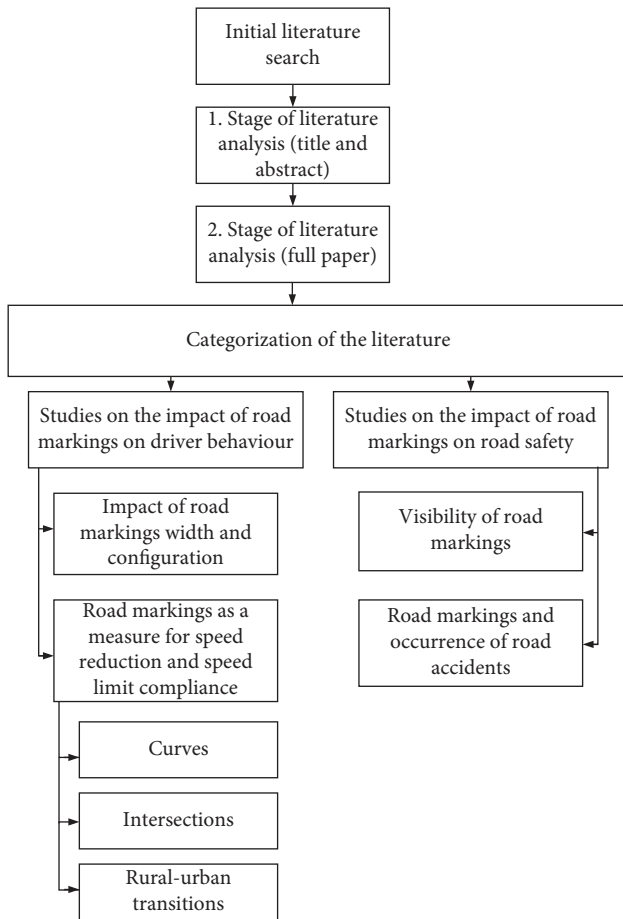 Initial literature
search
1. Stage of literature
analysis (title and
abstract)
2. Stage of literature
analysis (full paper)
Categorization of the literature
Studies on the impact of road
markings on driver behaviour
Impact of road
markings width and
configuration
Road markings as a
measure for speed
reduction and speed
limit compliance
Curves
Intersections
Rural-urban
transitions
Studies on the impact of road
markings on road safety
Visibility of road
markings
Road markings and
occurrence of road
accidents